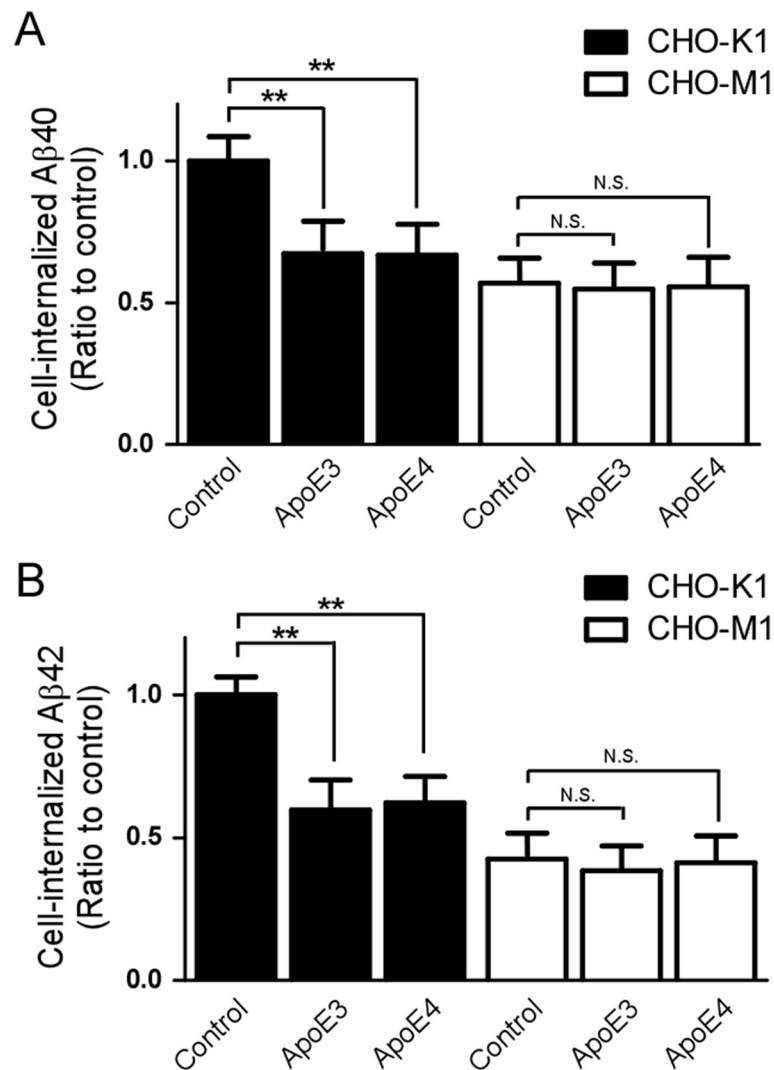 A
CHO-K1
CHO-M1
**
**
N.S.
N.S.
Cell-internalized Aβ40
(Ratio to control)
1.0
0.5
0.0
Control
ApoE3
ApoE4
Control
ApoE3
ApoE4
B
CHO-K1
CHO-M1
**
**
N.S.
N.S.
Cell-internalized Aβ42
(Ratio to control)
1.0
0.5
0.0
Control
ApoE3
ApoE4
Control
ApoE3
ApoE4